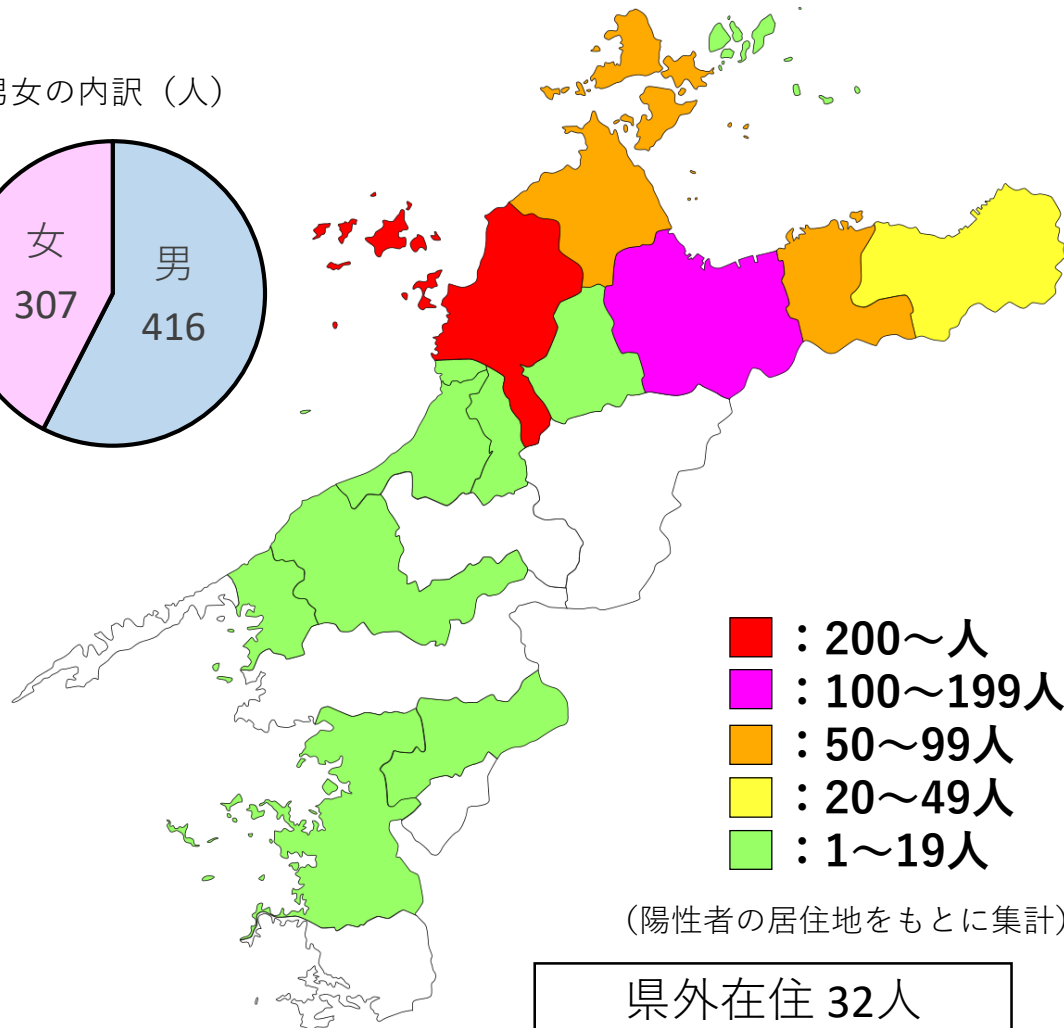 男女の内訳（人）
女
307
男
416
：200～人
：100～199人
：50～99人
：20～49人
：1～19人
（陽性者の居住地をもとに集計）
県外在住 32人